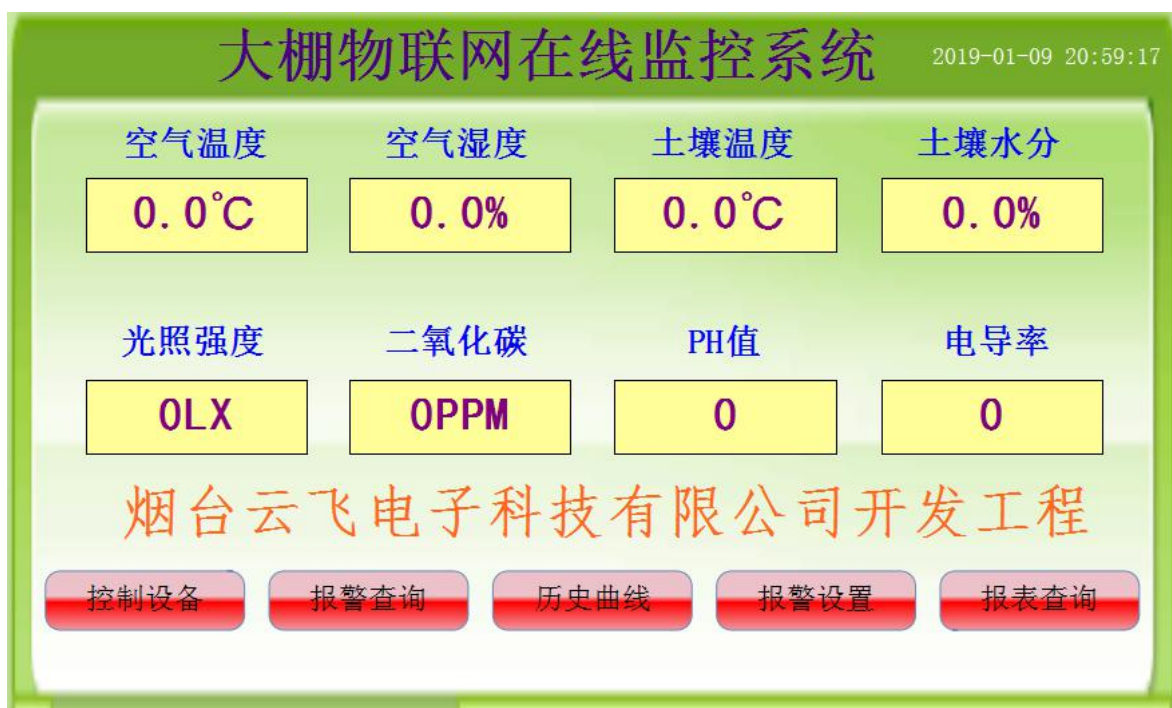 大棚物联网在线监控系统 2019-01-09 20:59:17
空气温度 空气湿度 土壤温度 土壤水分
0.0℃ 0.0% 0.0℃ 0.0%
光照强度 二氧化碳 PH值 电导率
0LX 0PPM 0 0
烟台云飞电子科技有限公司开发工程
控制设备 报警查询 历史曲线 报警设置 报表查询